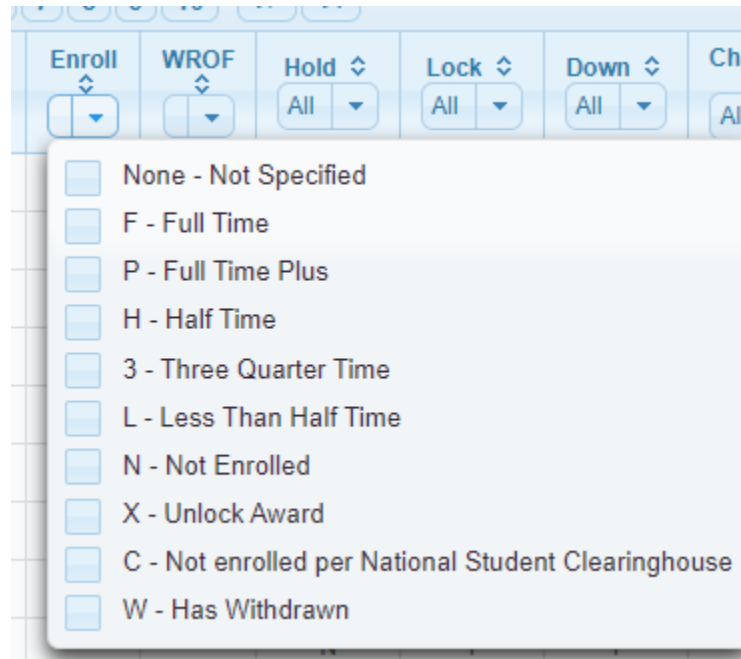 Enroll WROF Hold Lock Down Ch
All All All Al
None - Not Specified
F - Full Time
P - Full Time Plus
H - Half Time
3 - Three Quarter Time
L - Less Than Half Time
N - Not Enrolled
X - Unlock Award
C - Not enrolled per National Student Clearinghouse
W - Has Withdrawn